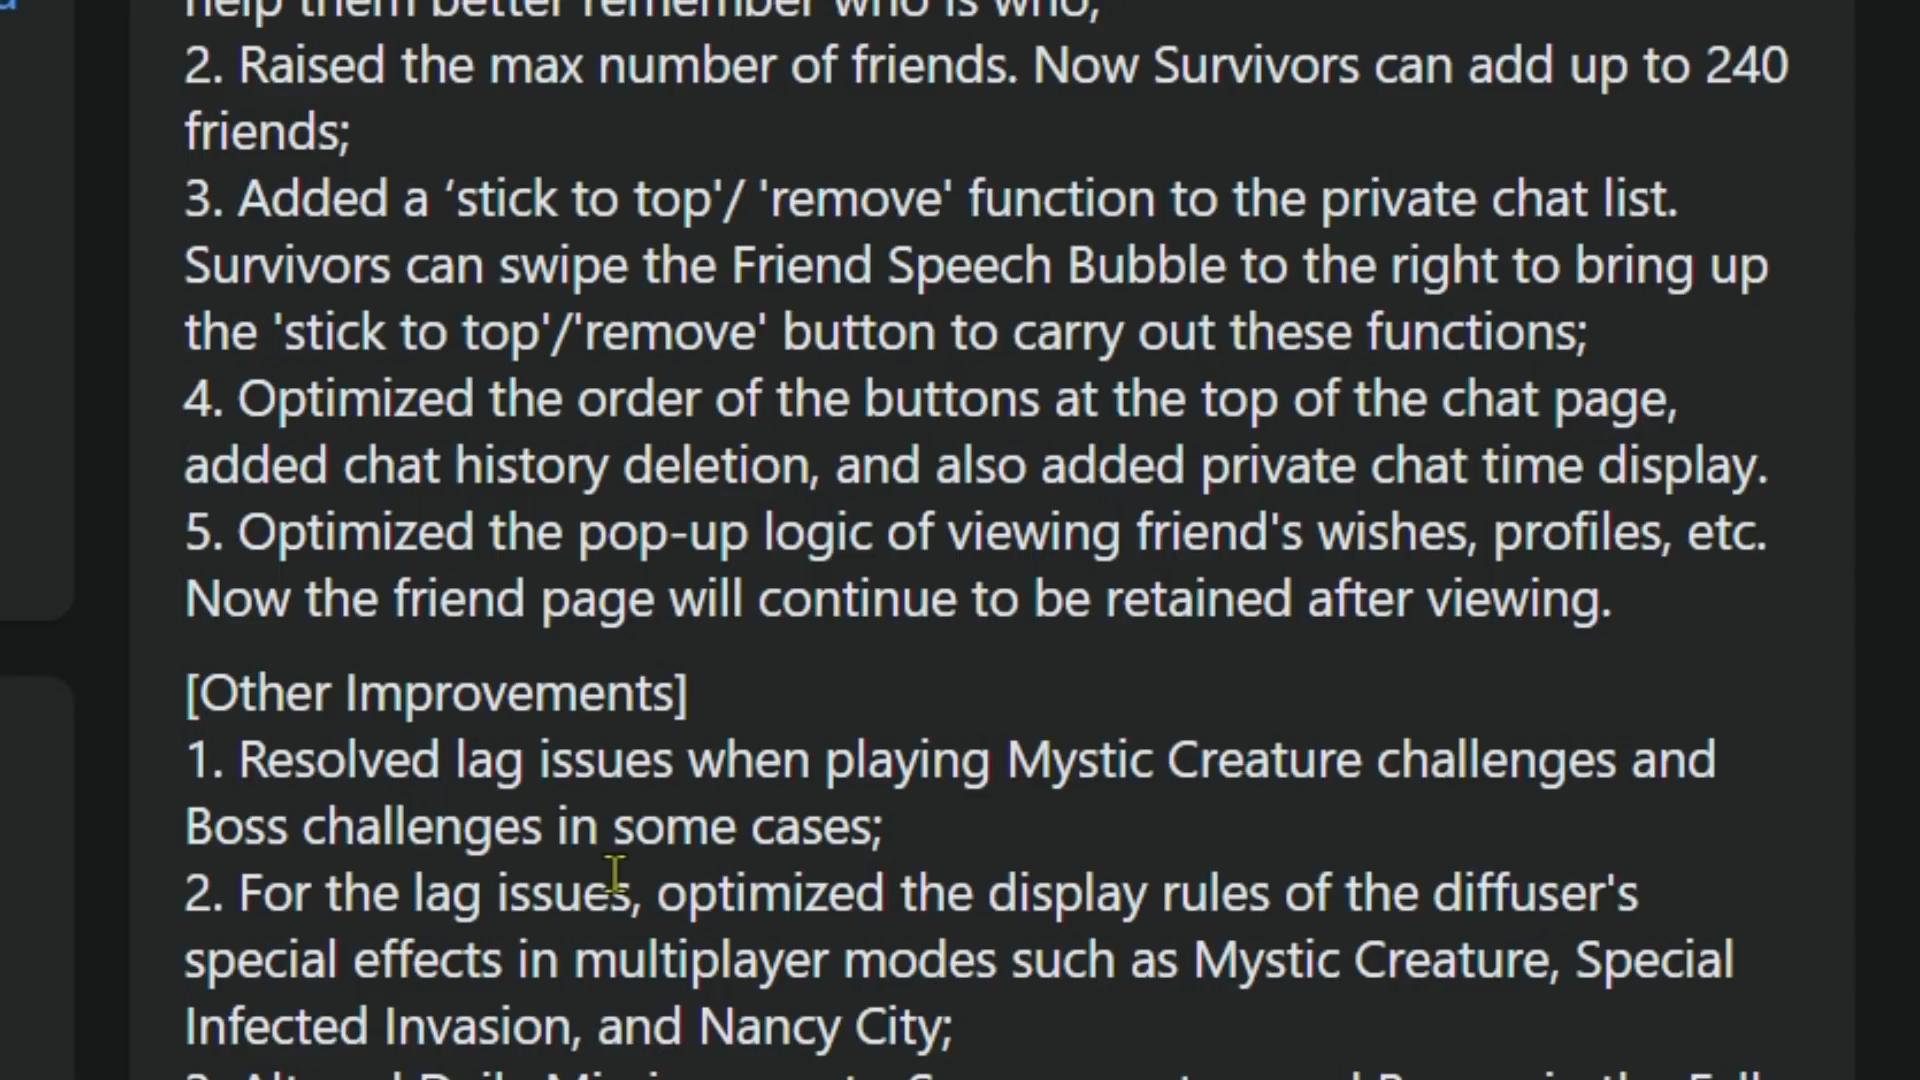 help them better remember who is who;
2. Raised the max number of friends. Now Survivors can add up to 240
friends;
3. Added a ‘stick to top'/ 'remove' function to the private chat list.
Survivors can swipe the Friend Speech Bubble to the right to bring up
the 'stick to top'/'remove' button to carry out these functions;
4. Optimized the order of the buttons at the top of the chat page,
added chat history deletion, and also added private chat time display.
5. Optimized the pop-up logic of viewing friend's wishes, profiles, etc.
Now the friend page will continue to be retained after viewing.
[Other Improvements]
1. Resolved lag issues when playing Mystic Creature challenges and
Boss challenges in some cases;
2. For the lag issues, optimized the display rules of the diffuser's
special effects in multiplayer modes such as Mystic Creature, Special
Infected Invasion, and Nancy City;